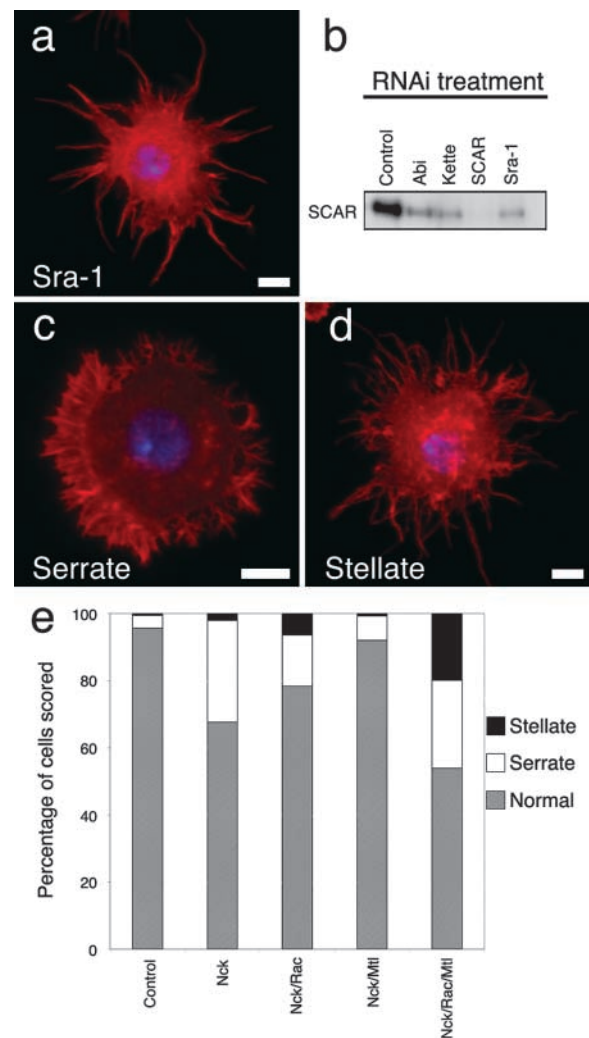 a
Sra-1
b
RNAi treatment
Control
Abi
Kette
SCAR
Sra-1
SCAR
c
Serrate
d
Stellate
e
Percentage of cells scored
100
80
60
40
20
0
Control
Nck
Nck/Rac
Nck/Mtl
Nck/Rac/Mtl
Stellate
Serrate
Normal